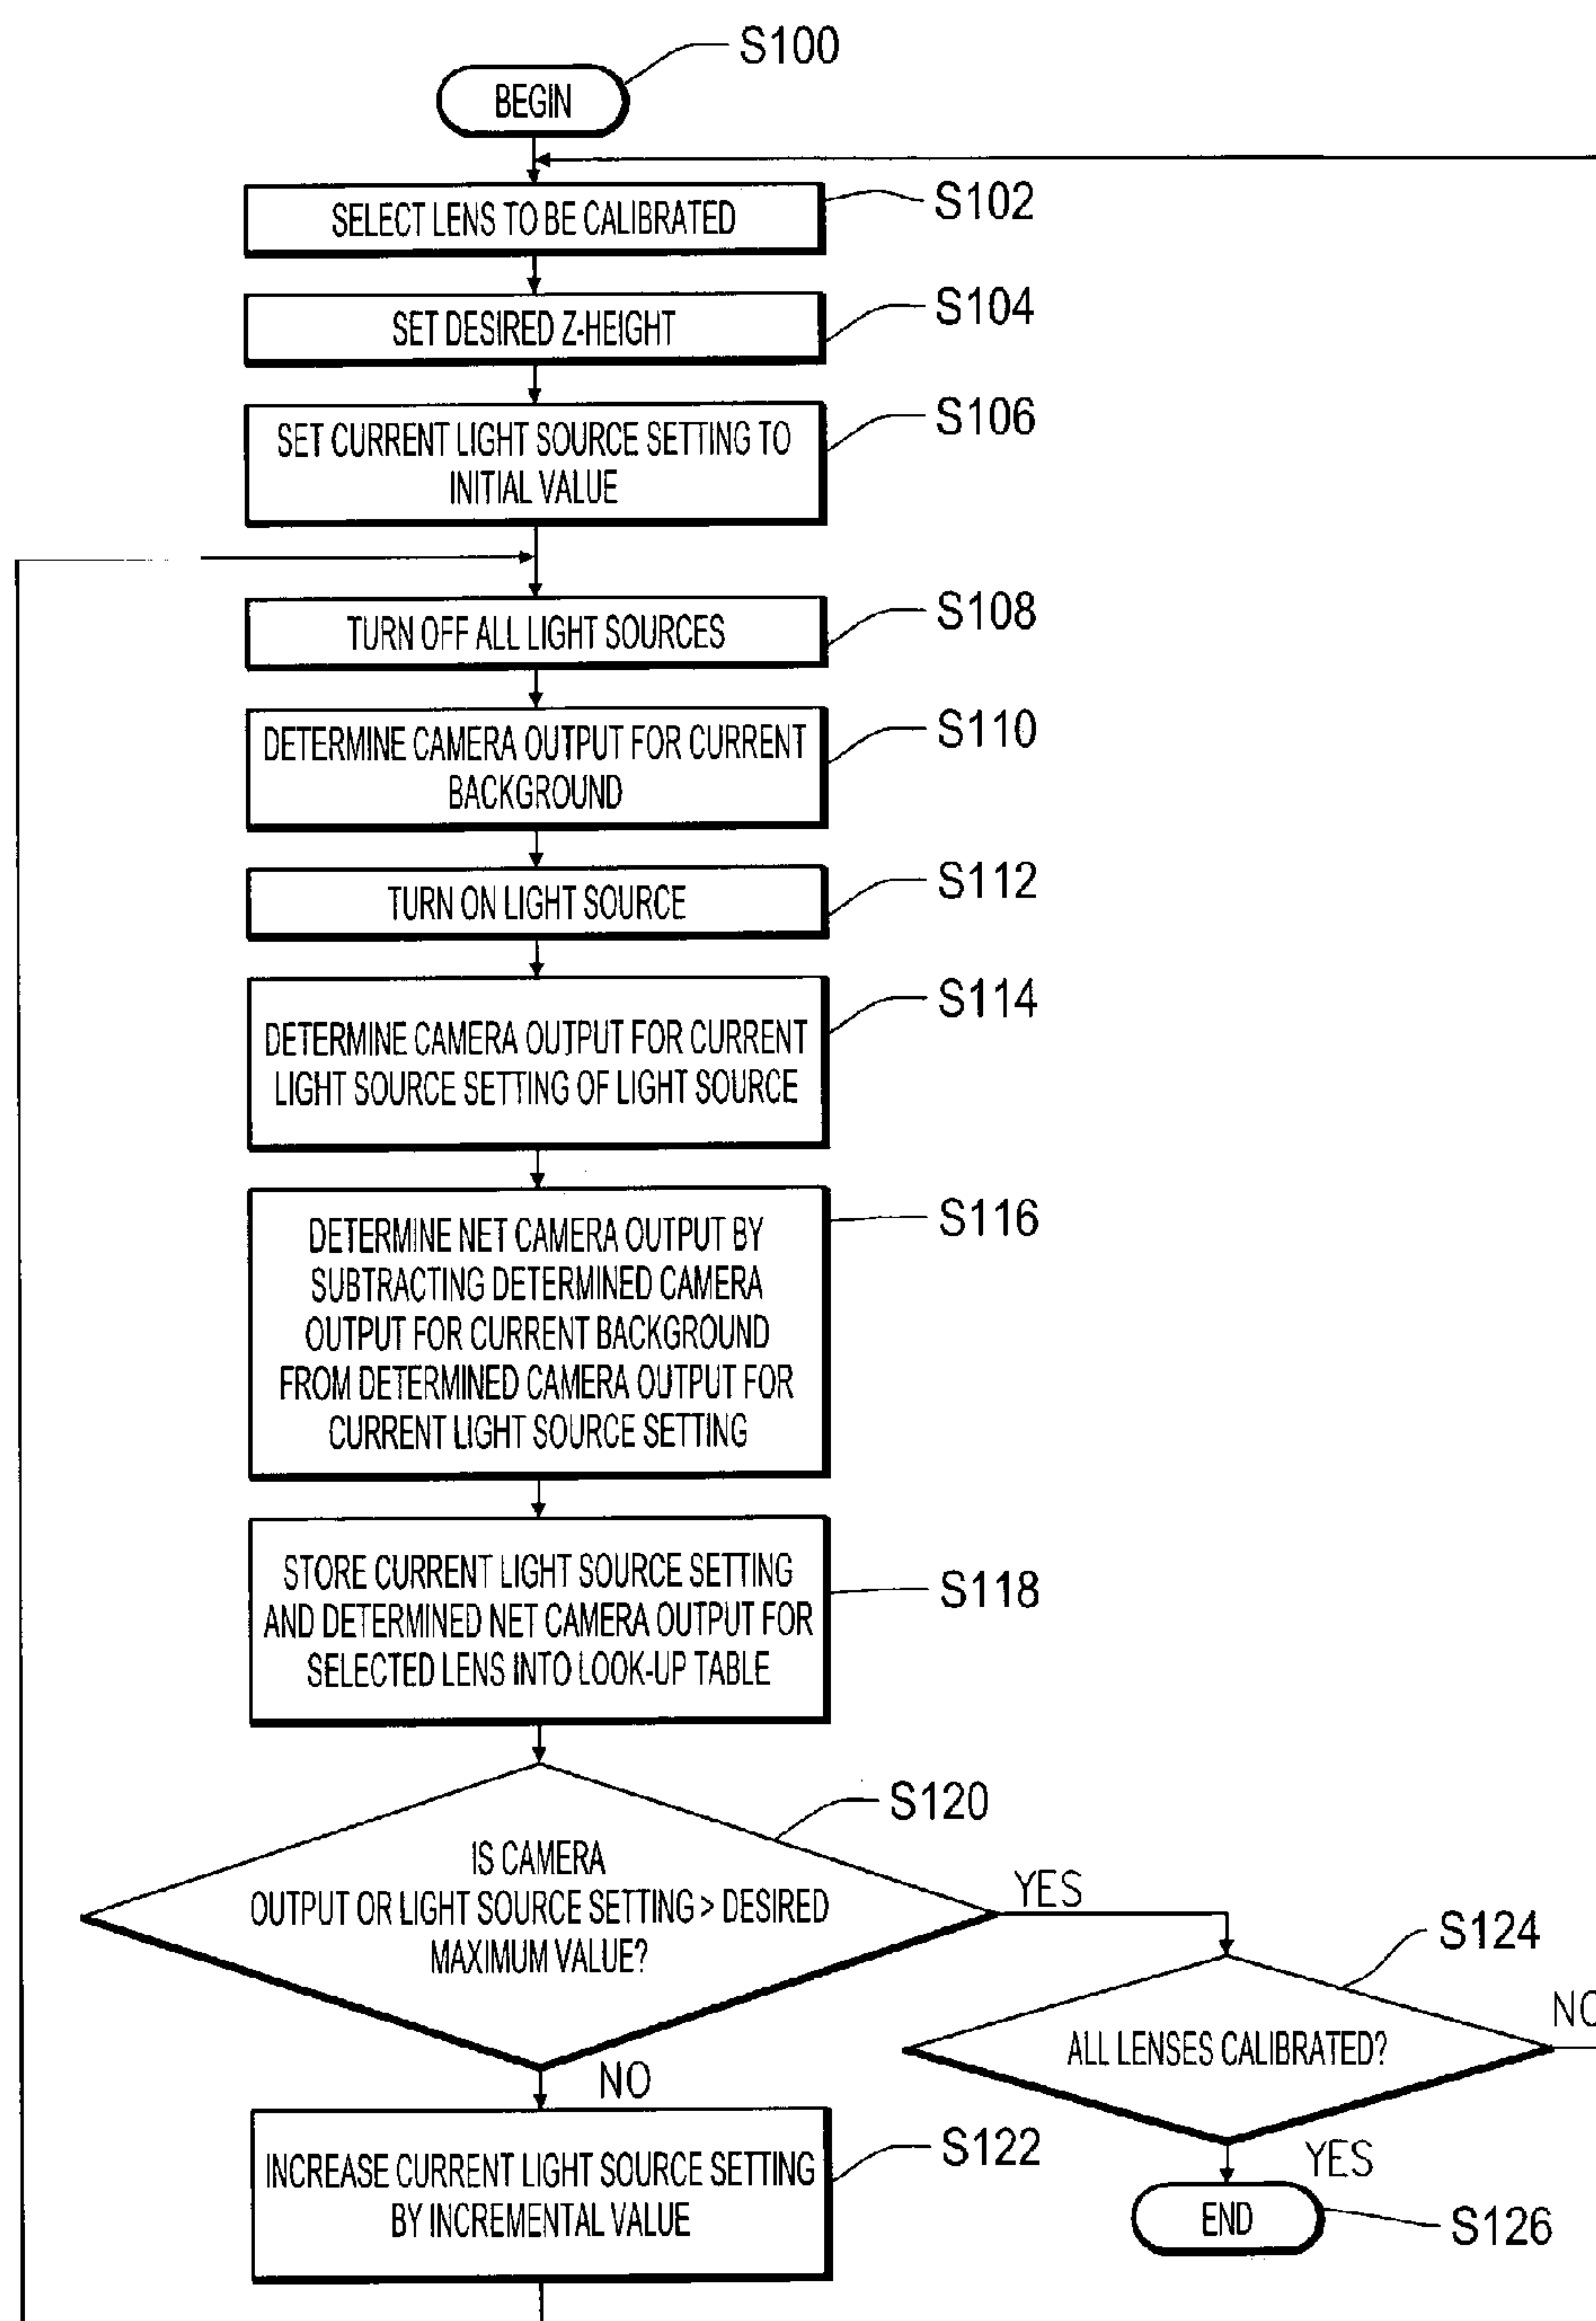 S100
BEGIN
S102
SELECT LENS TO BE CALIBRATED
S104
SET DESIRED Z-HEIGHT
S106
SET CURRENT LIGHT SOURCE SETTING TO
INITIAL VALUE
S108
TURN OFF ALL LIGHT SOURCES
S110
DETERMINE CAMERA OUTPUT FOR CURRENT
BACKGROUND
S112
TURN ON LIGHT SOURCE
S114
DETERMINE CAMERA OUTPUT FOR CURRENT
LIGHT SOURCE SETTING OF LIGHT SOURCE
S116
DETERMINE NET CAMERA OUTPUT BY
SUBTRACTING DETERMINED CAMERA
OUTPUT FOR CURRENT BACKGROUND
FROM DETERMINED CAMERA OUTPUT FOR
CURRENT LIGHT SOURCE SETTING
S118
STORE CURRENT LIGHT SOURCE SETTING
AND DETERMINED NET CAMERA OUTPUT FOR
SELECTED LENS INTO LOOK-UP TABLE
S120
IS CAMERA
OUTPUT OR LIGHT SOURCE SETTING > DESIRED
MAXIMUM VALUE?
YES
S124
NO
ALL LENSES CALIBRATED?
NO
S122
INCREASE CURRENT LIGHT SOURCE SETTING
BY INCREMENTAL VALUE
YES
END
S126